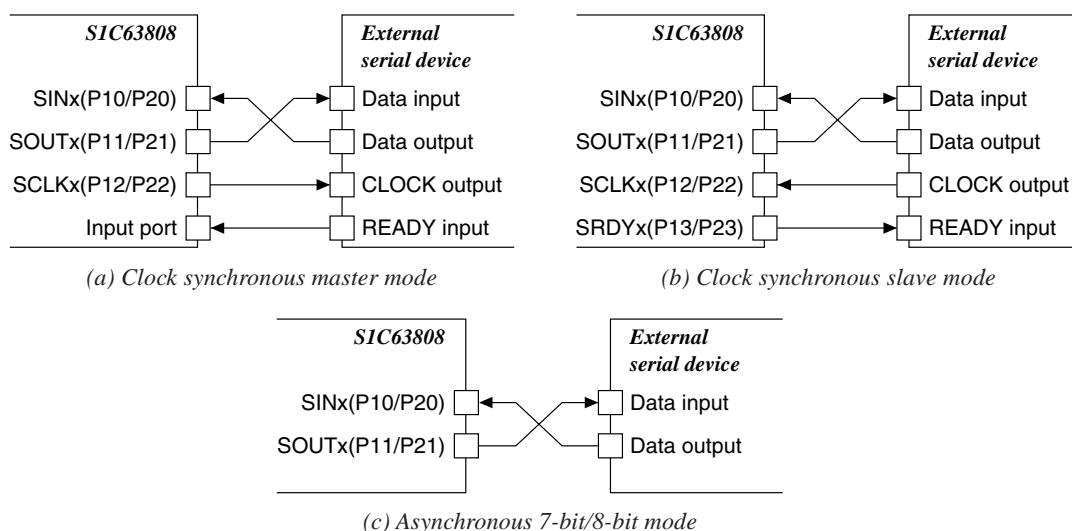 S1C63808
External
serial device
SINx(P10/P20)
Data input
SOUTx(P11/P21)
Data output
SCLKx(P12/P22)
CLOCK output
Input port
READY input
(a) Clock synchronous master mode
S1C63808
External
serial device
SINx(P10/P20)
Data input
SOUTx(P11/P21)
Data output
SCLKx(P12/P22)
CLOCK output
SRDYx(P13/P23)
READY input
(b) Clock synchronous slave mode
S1C63808
External
serial device
SINx(P10/P20)
Data input
SOUTx(P11/P21)
Data output
(c) Asynchronous 7-bit/8-bit mode